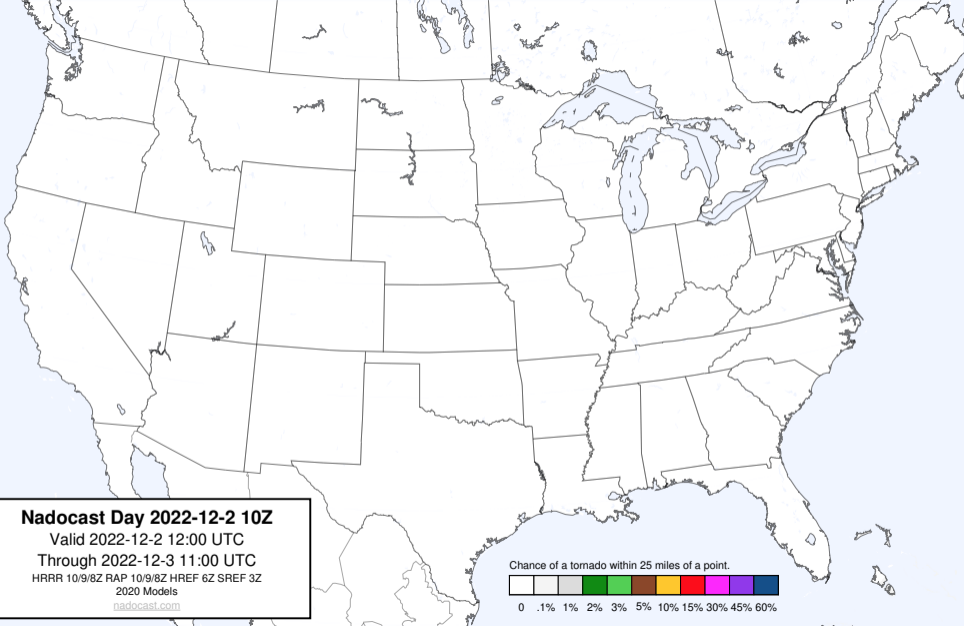 Nadocast Day 2022-12-2 10Z
Valid 2022-12-2 12:00 UTC
Through 2022-12-3 11:00 UTC
HRRR 10/9/8Z RAP 10/9/8Z HREF 6Z SREF 3Z
2020 Models
nadocast.com
Chance of a tornado within 25 miles of a point.
0 .1% 1% 2% 3% 5% 10% 15% 30% 45% 60%